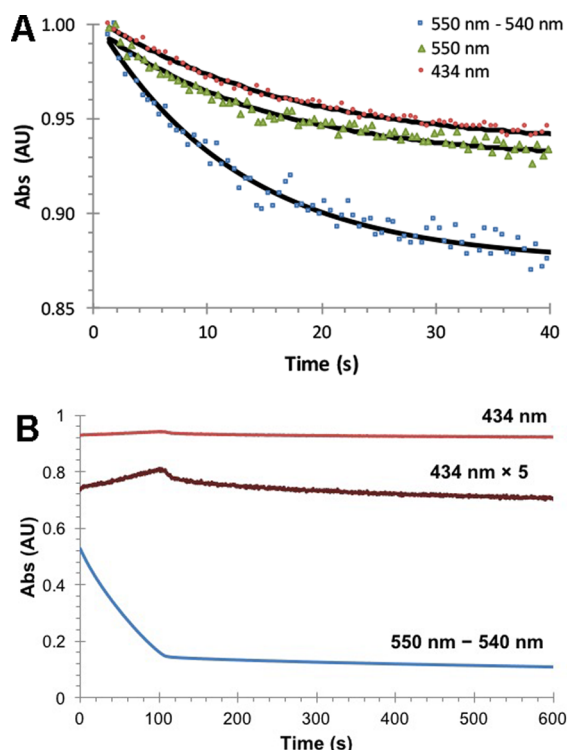 A
550 nm - 540 nm
550 nm
434 nm
1.00
0.95
0.90
0.85
Abs (AU)
0 10 20 30 40
Time (s)
B
1
0.8
0.6
0.4
0.2
0
Abs (AU)
434 nm
434 nm × 5
550 nm − 540 nm
0 100 200 300 400 500 600
Time (s)